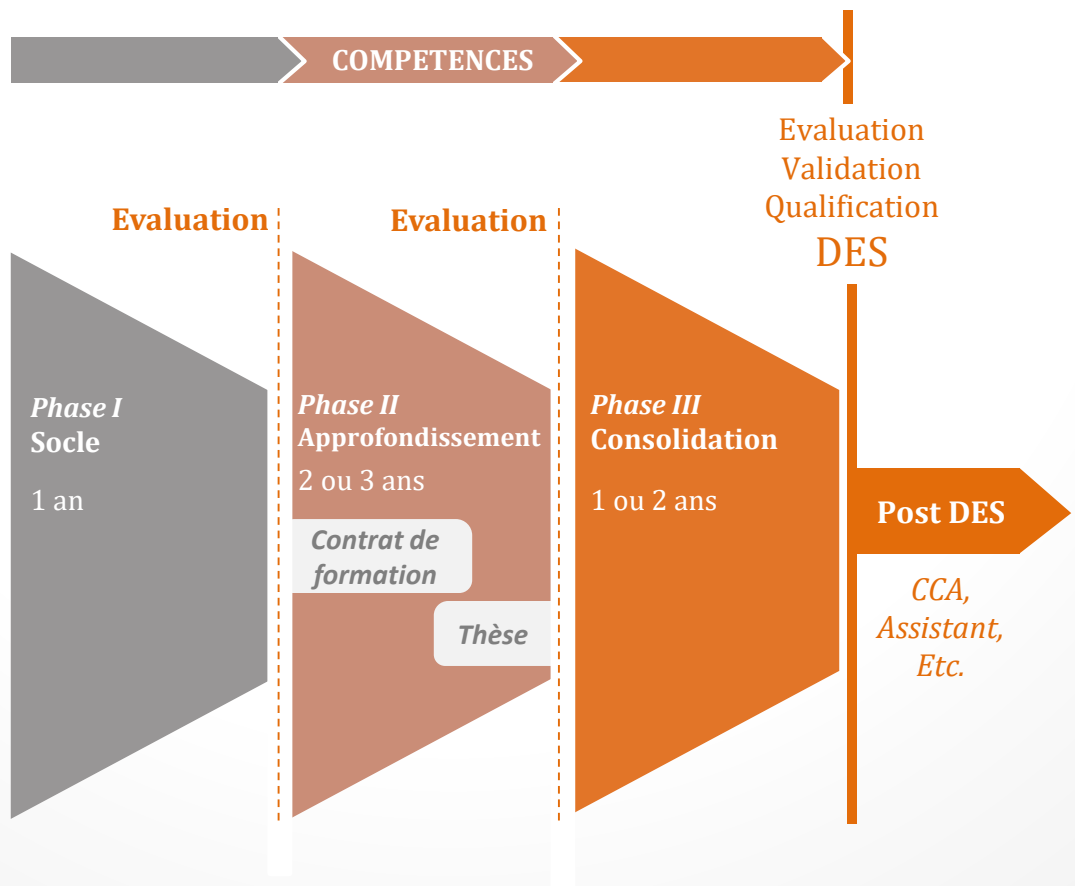 COMPETENCES
Evaluation
Validation
Qualification
DES
Evaluation
Evaluation
Phase I
Socle
1 an
Phase II
Approfondissement
2 ou 3 ans
Contrat de
formation
Thèse
Phase III
Consolidation
1 ou 2 ans
Post DES
CCA,
Assistant,
Etc.